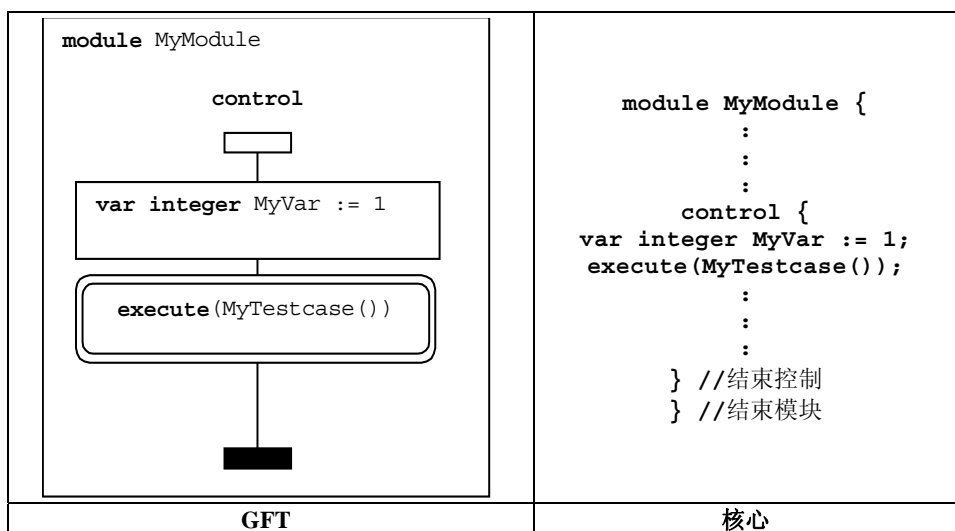 module MyModule
control
var integer MyVar := 1
execute(MyTestcase())
GFT
module MyModule {
:
:
:
control {
var integer MyVar := 1;
execute(MyTestcase());
:
:
:
} //结束控制
} //结束模块
核心